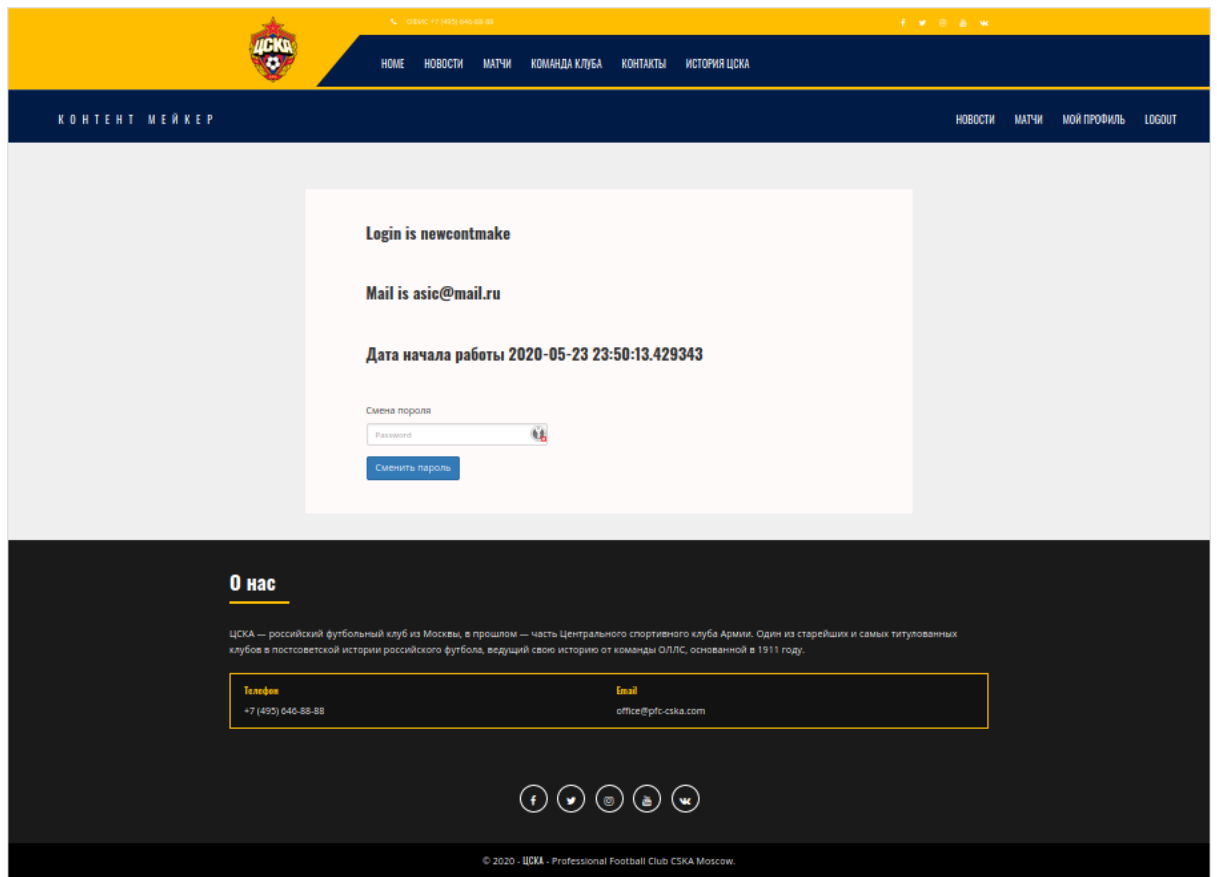 ОФИС +7 (495) 646-88-88
ЦСКА
HOME НОВОСТИ МАТЧИ КОМАНДА КЛУБА КОНТАКТЫ ИСТОРИЯ ЦСКА
КОНТЕНТ МЕЙКЕР НОВОСТИ МАТЧИ МОЙ ПРОФИЛЬ LOGOUT
Login is newcontmake
Mail is asic@mail.ru
Дата начала работы 2020-05-23 23:50:13.429343
Смена пороля
Password
Сменить пароль
О нас
ЦСКА — российский футбольный клуб из Москвы, в прошлом — часть Центрального спортивного клуба Армии. Один из старейших и самых титулованных
клубов в постсоветской истории российского футбола, ведущий свою историю от команды ОЛЛС, основанной в 1911 году.
Телефон Email
+7 (495) 646-88-88 office@pfc-cska.com
© 2020 - ЦСКА - Professional Football Club CSKA Moscow.